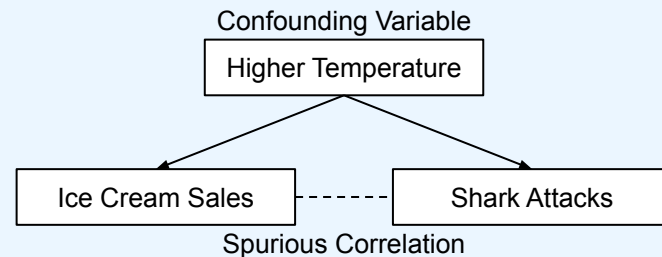 Confounding Variable
Higher Temperature
Ice Cream Sales
Shark Attacks
Spurious Correlation